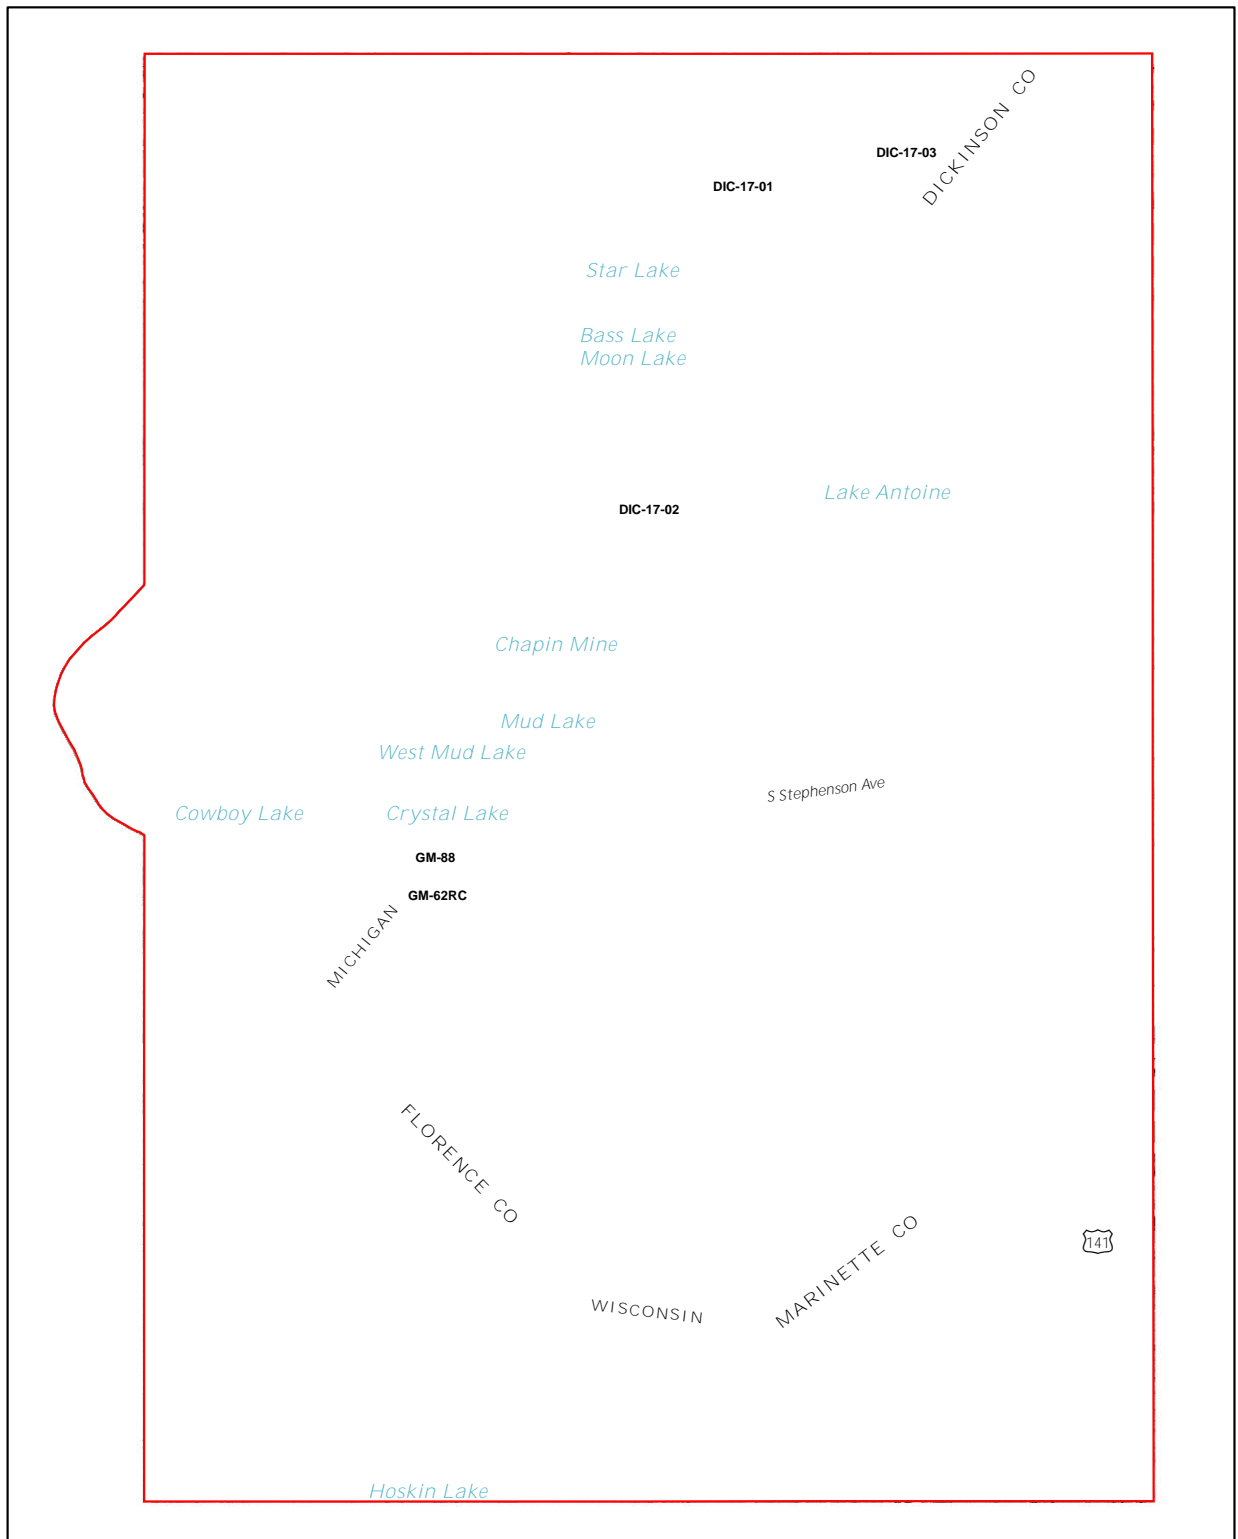 DICKINSON CO
DIC-17-03
DIC-17-01
Star Lake
Bass Lake
Moon Lake
Lake Antoine
DIC-17-02
Chapin Mine
Mud Lake
West Mud Lake
S Stephenson Ave
Cowboy Lake
Crystal Lake
GM-88
GM-62RC
MICHIGAN
FLORENCE CO
MARINETTE CO
141
WISCONSIN
Hoskin Lake